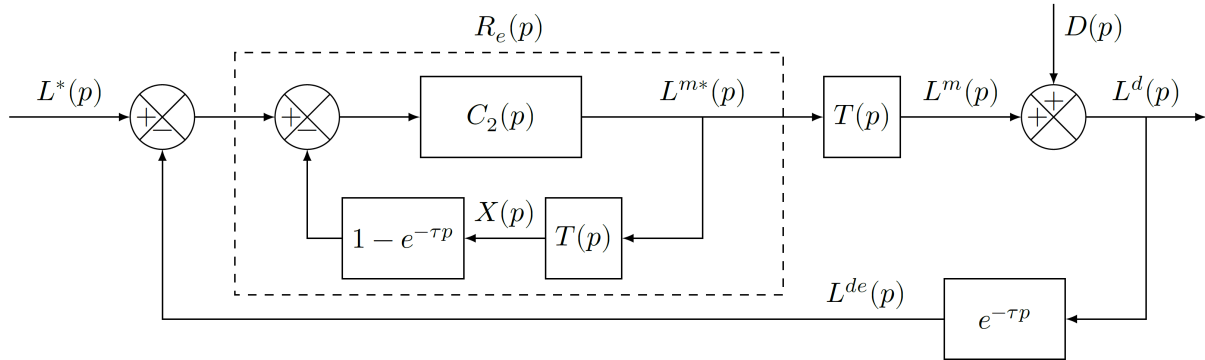 R_e(p)
D(p)
L^*(p)
+
−
+
−
C_2(p)
L^{m*}(p)
T(p)
L^m(p)
+
+
L^d(p)
1 − e^{−τp}
X(p)
T(p)
L^{de}(p)
e^{−τp}